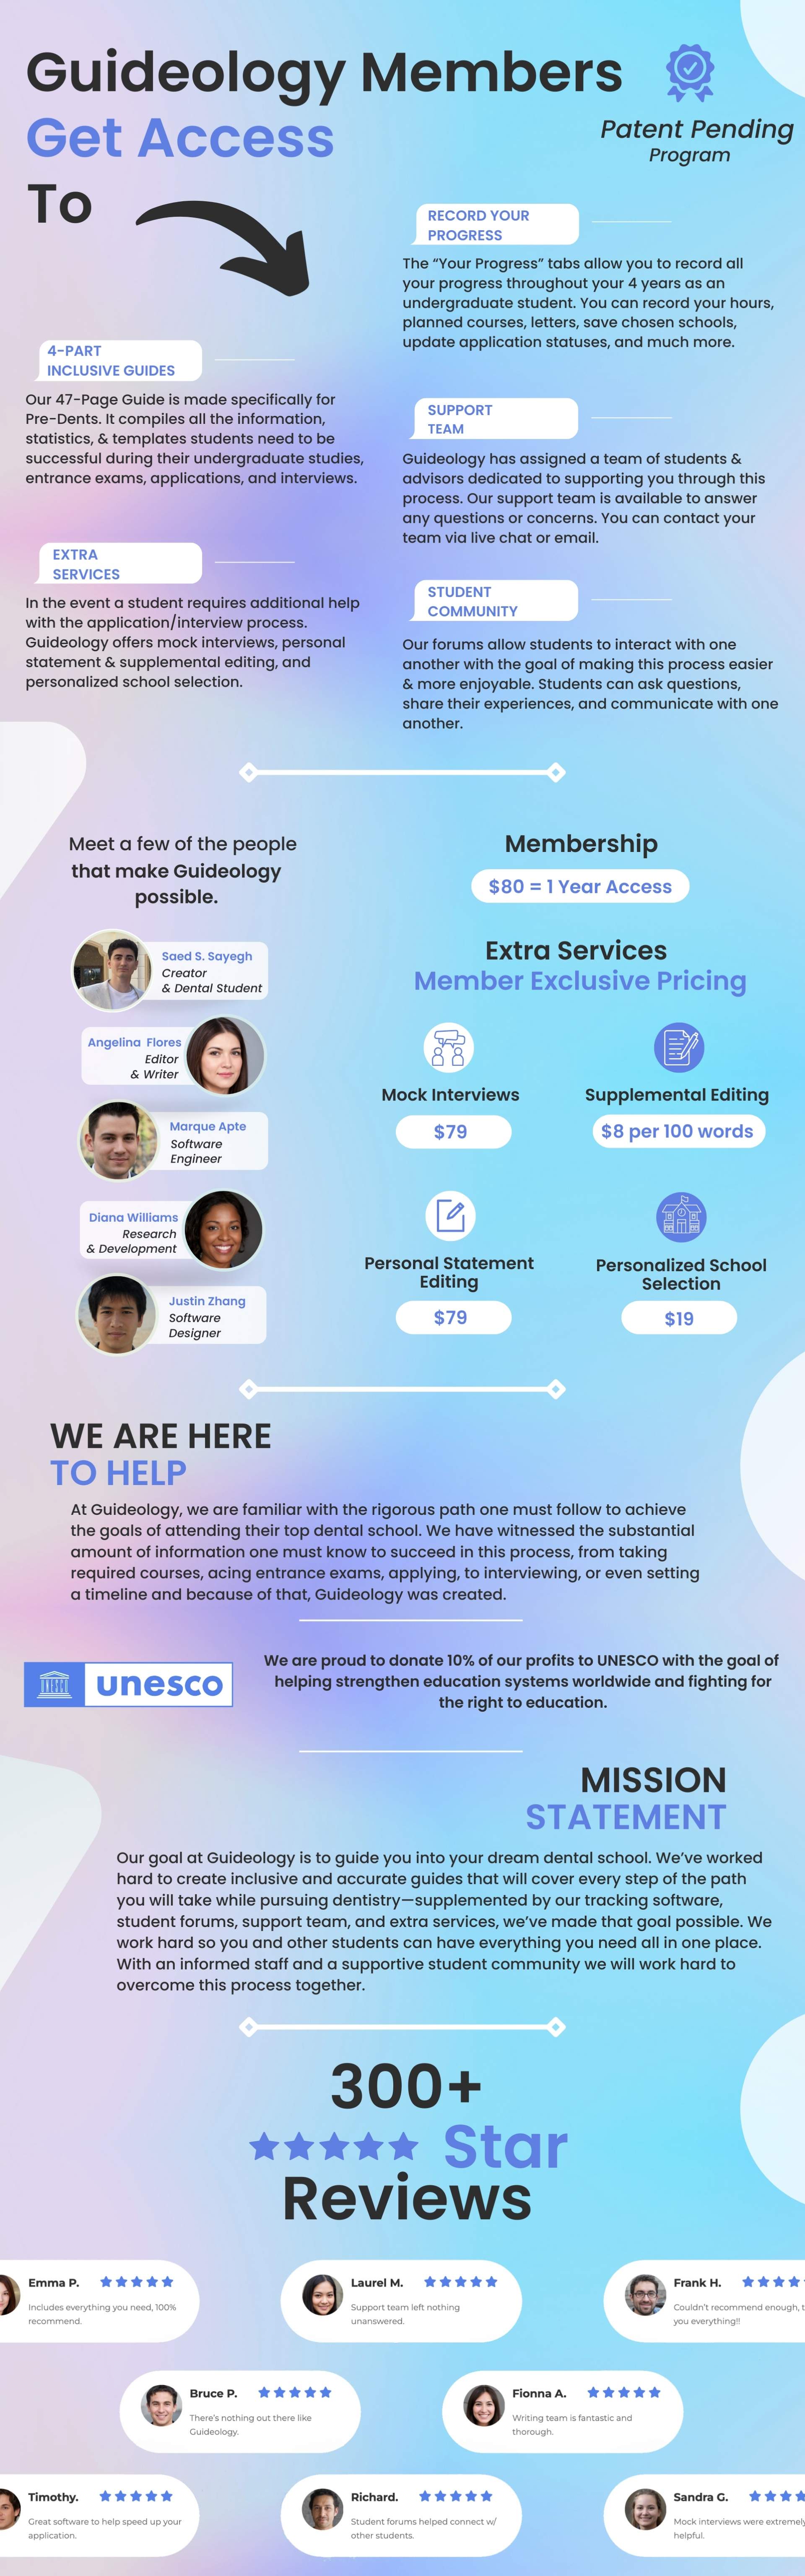 Guideology Members
Get Access
To
Patent Pending
Program
RECORD YOUR
PROGRESS
The “Your Progress” tabs allow you to record all
your progress throughout your 4 years as an
undergraduate student. You can record your hours,
planned courses, letters, save chosen schools,
update application statuses, and much more.
4-PART
INCLUSIVE GUIDES
Our 47-Page Guide is made specifically for
Pre-Dents. It compiles all the information,
statistics, & templates students need to be
successful during their undergraduate studies,
entrance exams, applications, and interviews.
SUPPORT
TEAM
Guideology has assigned a team of students &
advisors dedicated to supporting you through this
process. Our support team is available to answer
any questions or concerns. You can contact your
team via live chat or email.
EXTRA
SERVICES
In the event a student requires additional help
with the application/interview process.
Guideology offers mock interviews, personal
statement & supplemental editing, and
personalized school selection.
STUDENT
COMMUNITY
Our forums allow students to interact with one
another with the goal of making this process easier
& more enjoyable. Students can ask questions,
share their experiences, and communicate with one
another.
Meet a few of the people
that make Guideology
possible.
Saed S. Sayegh
Creator
& Dental Student
Angelina Flores
Editor
& Writer
Marque Apte
Software
Engineer
Diana Williams
Research
& Development
Justin Zhang
Software
Designer
Membership
$80 = 1 Year Access
Extra Services
Member Exclusive Pricing
Mock Interviews
$79
Supplemental Editing
$8 per 100 words
Personal Statement
Editing
$79
Personalized School
Selection
$19
WE ARE HERE
TO HELP
At Guideology, we are familiar with the rigorous path one must follow to achieve
the goals of attending their top dental school. We have witnessed the substantial
amount of information one must know to succeed in this process, from taking
required courses, acing entrance exams, applying, to interviewing, or even setting
a timeline and because of that, Guideology was created.
UNESCO
unesco
We are proud to donate 10% of our profits to UNESCO with the goal of
helping strengthen education systems worldwide and fighting for
the right to education.
MISSION
STATEMENT
Our goal at Guideology is to guide you into your dream dental school. We’ve worked
hard to create inclusive and accurate guides that will cover every step of the path
you will take while pursuing dentistry—supplemented by our tracking software,
student forums, support team, and extra services, we’ve made that goal possible. We
work hard so you and other students can have everything you need all in one place.
With an informed staff and a supportive student community we will work hard to
overcome this process together.
300+
Star
Reviews
Emma P.
Includes everything you need, 100%
recommend.
Laurel M.
Support team left nothing
unanswered.
Frank H.
Couldn’t recommend enough, t
you everything!!
Bruce P.
There’s nothing out there like
Guideology.
Fionna A.
Writing team is fantastic and
thorough.
Timothy.
Great software to help speed up your
application.
Richard.
Student forums helped connect w/
other students.
Sandra G.
Mock interviews were extremely
helpful.